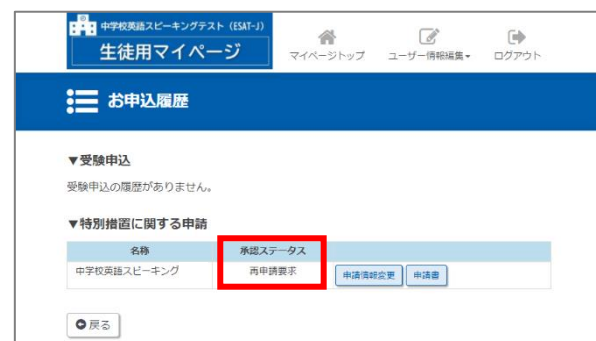 中学校英語スピーキングテスト（ESAT-J）
生徒用マイページ
マイページトップ
ユーザー情報編集▾
ログアウト
お申込履歴
▼受験申込
受験申込の履歴がありません。
▼特別措置に関する申請
名称 承認ステータス
中学校英語スピーキング 再申請要求 申請情報変更 申請書
戻る